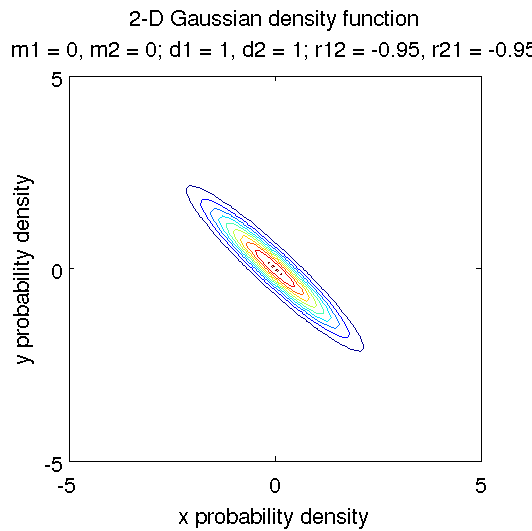 2-D Gaussian density function
m1 = 0, m2 = 0; d1 = 1, d2 = 1; r12 = -0.95, r21 = -0.95
5
y probability density
0
-5
-5 0 5
x probability density